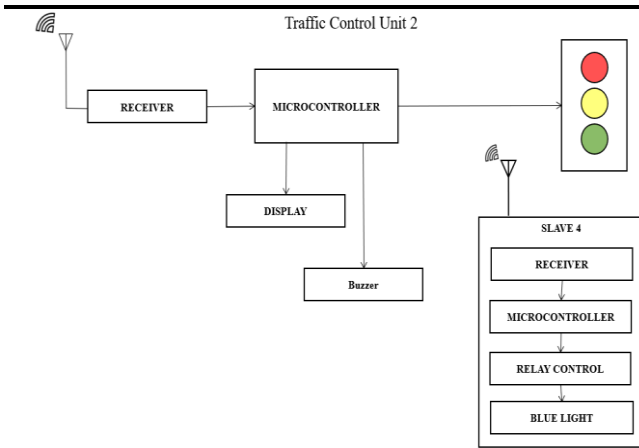 Traffic Control Unit 2
RECEIVER
MICROCONTROLLER
DISPLAY
Buzzer
SLAVE 4
RECEIVER
MICROCONTROLLER
RELAY CONTROL
BLUE LIGHT